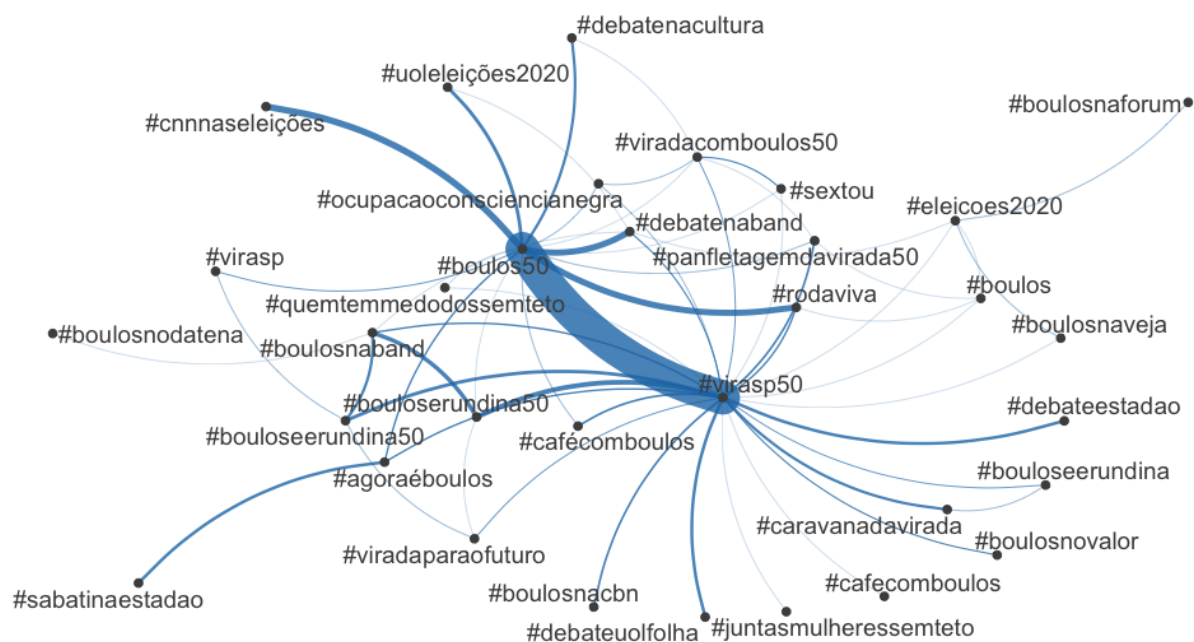 #debatenacultura
#uoleleições2020
#boulosnaforum
#cnnnaseleições
#viradacomboulos50
#sextou
#ocupacaoconsciencianegra
#eleicoes2020
#debatenaband
#virasp
#boulos50
#panfletagemdavirada50
#boulos
#quemtemmedodossemteto
#rodaviva
#boulosnodatena
#boulosnaband
#boulosnaveja
#virasp50
#bouloserundina50
#debateestadao
#bouloseerundina50
#cafécomboulos
#agoraéboulos
#bouloseerundina
#caravanadavirada
#viradaparaofuturo
#boulosnovalor
#cafecomboulos
#boulosnacbn
#sabatinaestadao
#debateuolfolha
#juntasmulheressemteto